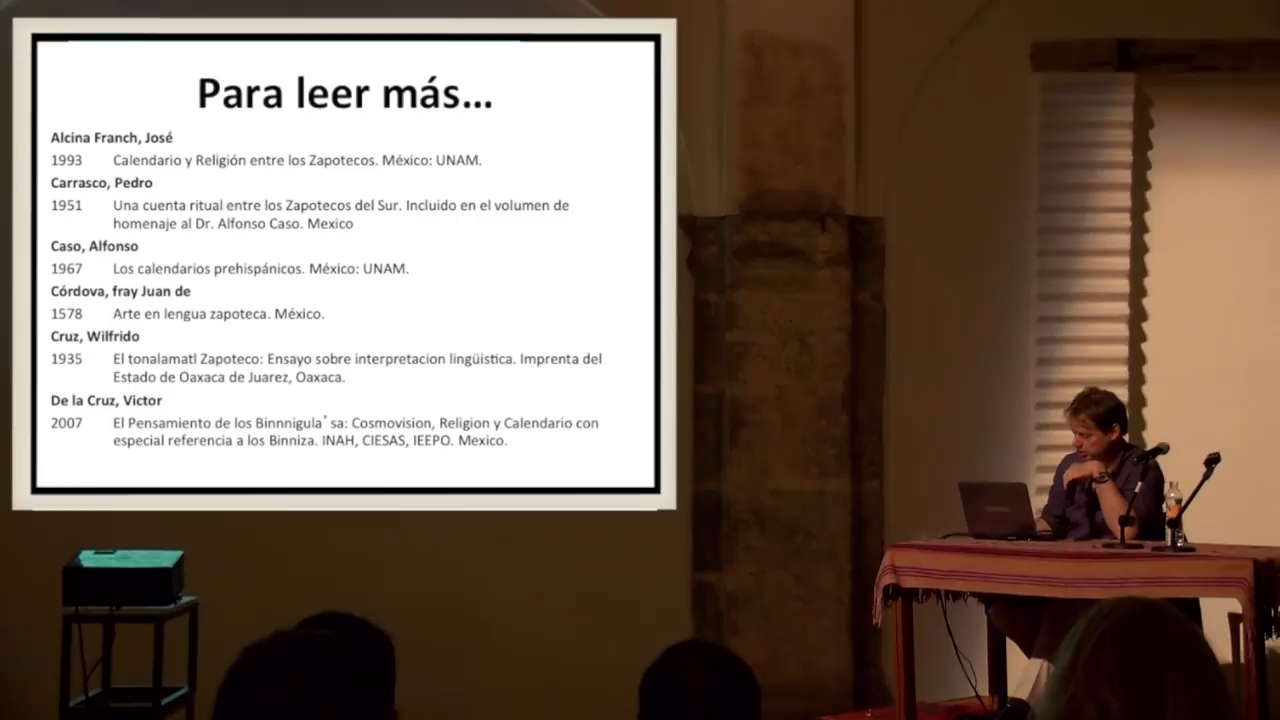 Para leer más...
Alcina Franch, José
1993 Calendario y Religión entre los Zapotecos. México: UNAM.
Carrasco, Pedro
1951 Una cuenta ritual entre los Zapotecos del Sur. Incluido en el volumen de
homenaje al Dr. Alfonso Caso. Mexico
Caso, Alfonso
1967 Los calendarios prehispánicos. México: UNAM.
Córdova, fray Juan de
1578 Arte en lengua zapoteca. México.
Cruz, Wilfrido
1935 El tonalamatl Zapoteco: Ensayo sobre interpretacion lingüistica. Imprenta del
Estado de Oaxaca de Juarez, Oaxaca.
De la Cruz, Victor
2007 El Pensamiento de los Binnnigula’ sa: Cosmovision, Religion y Calendario con
especial referencia a los Binniza. INAH, CIESAS, IEEPO. Mexico.